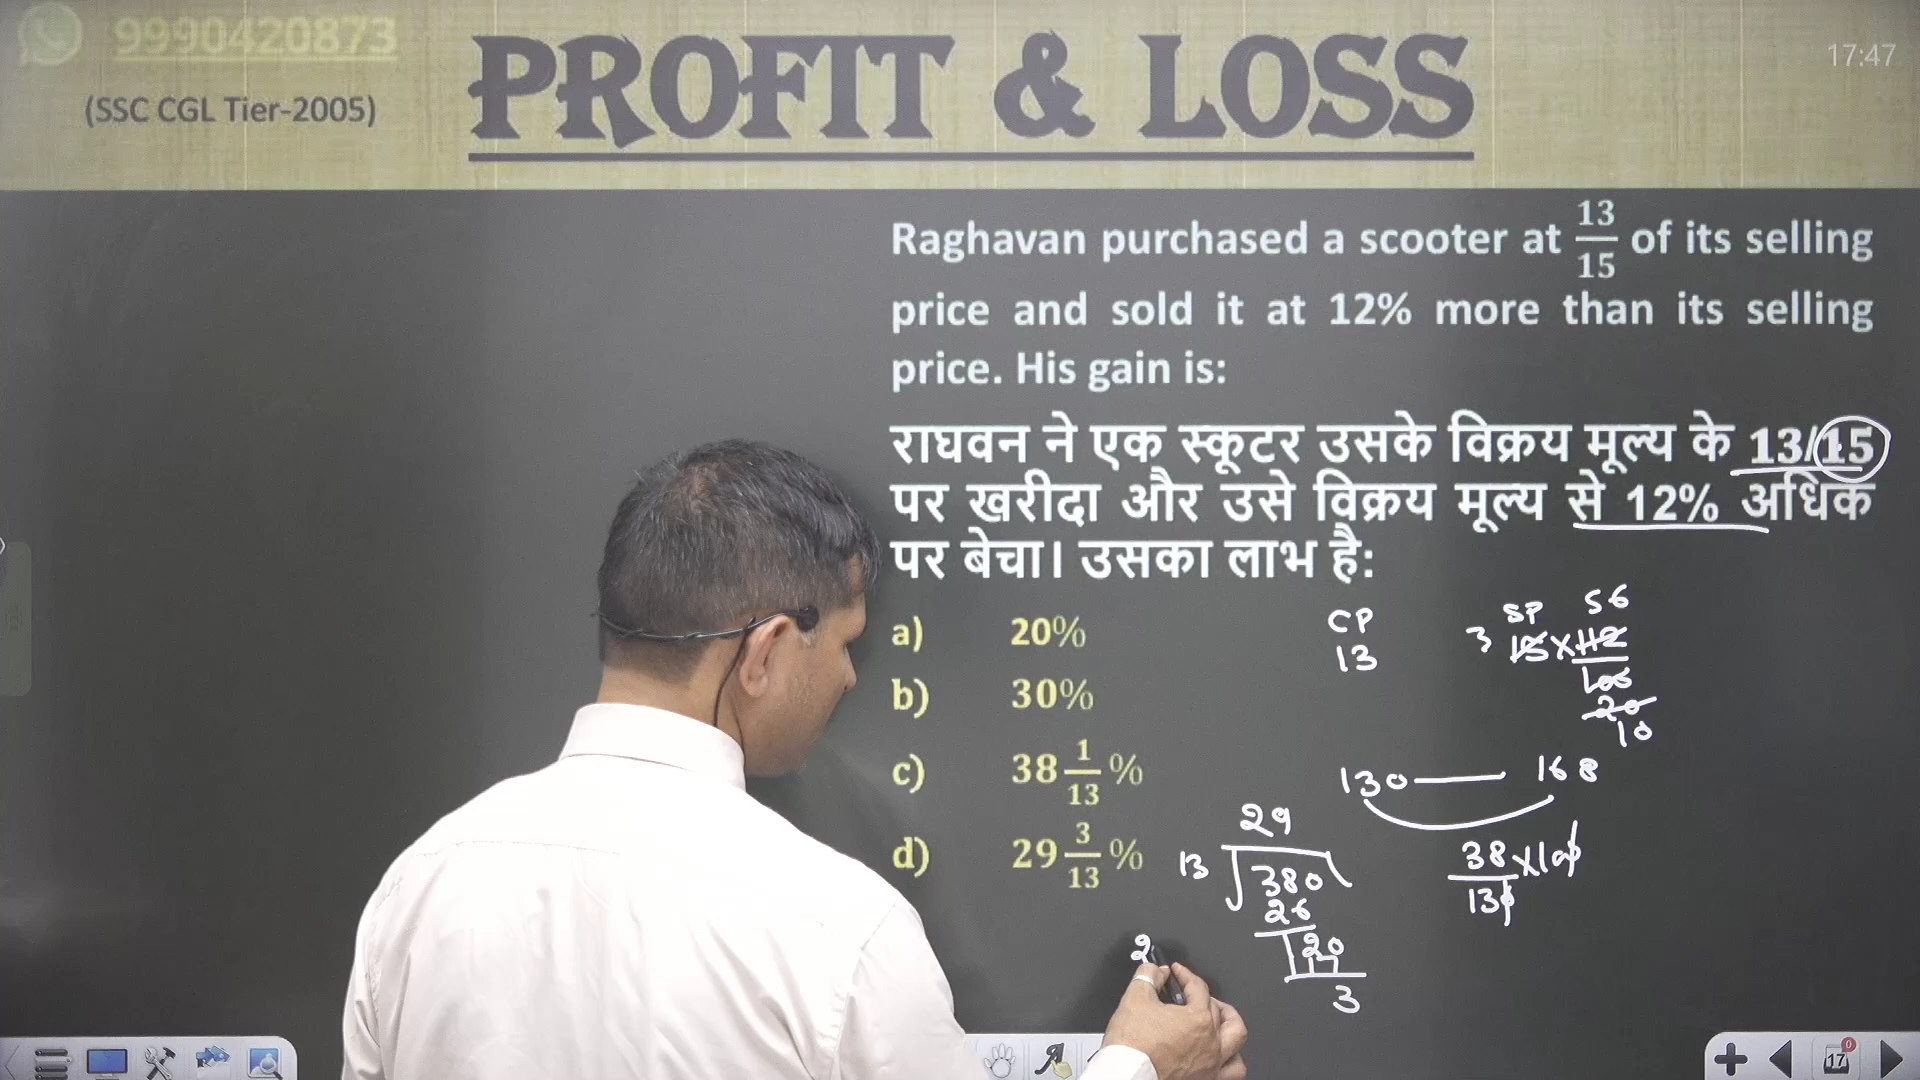 9990420873
(SSC CGL Tier-2005)
PROFIT & LOSS
17:47
Raghavan purchased a scooter at 13/15 of its selling
price and sold it at 12% more than its selling
price. His gain is:
राघवन ने एक स्कूटर उसके विक्रय मूल्य के 13/15
पर खरीदा और उसे विक्रय मूल्य से 12% अधिक
पर बेचा। उसका लाभ है:
a) 20%
b) 30%
c) 38 1/13 %
d) 29 3/13 %
CP
13
SP 56
3 15 × 112
100
20
10
130 — 168
38 × 100
130
29
13 380
26
120
117
3
2
17
0